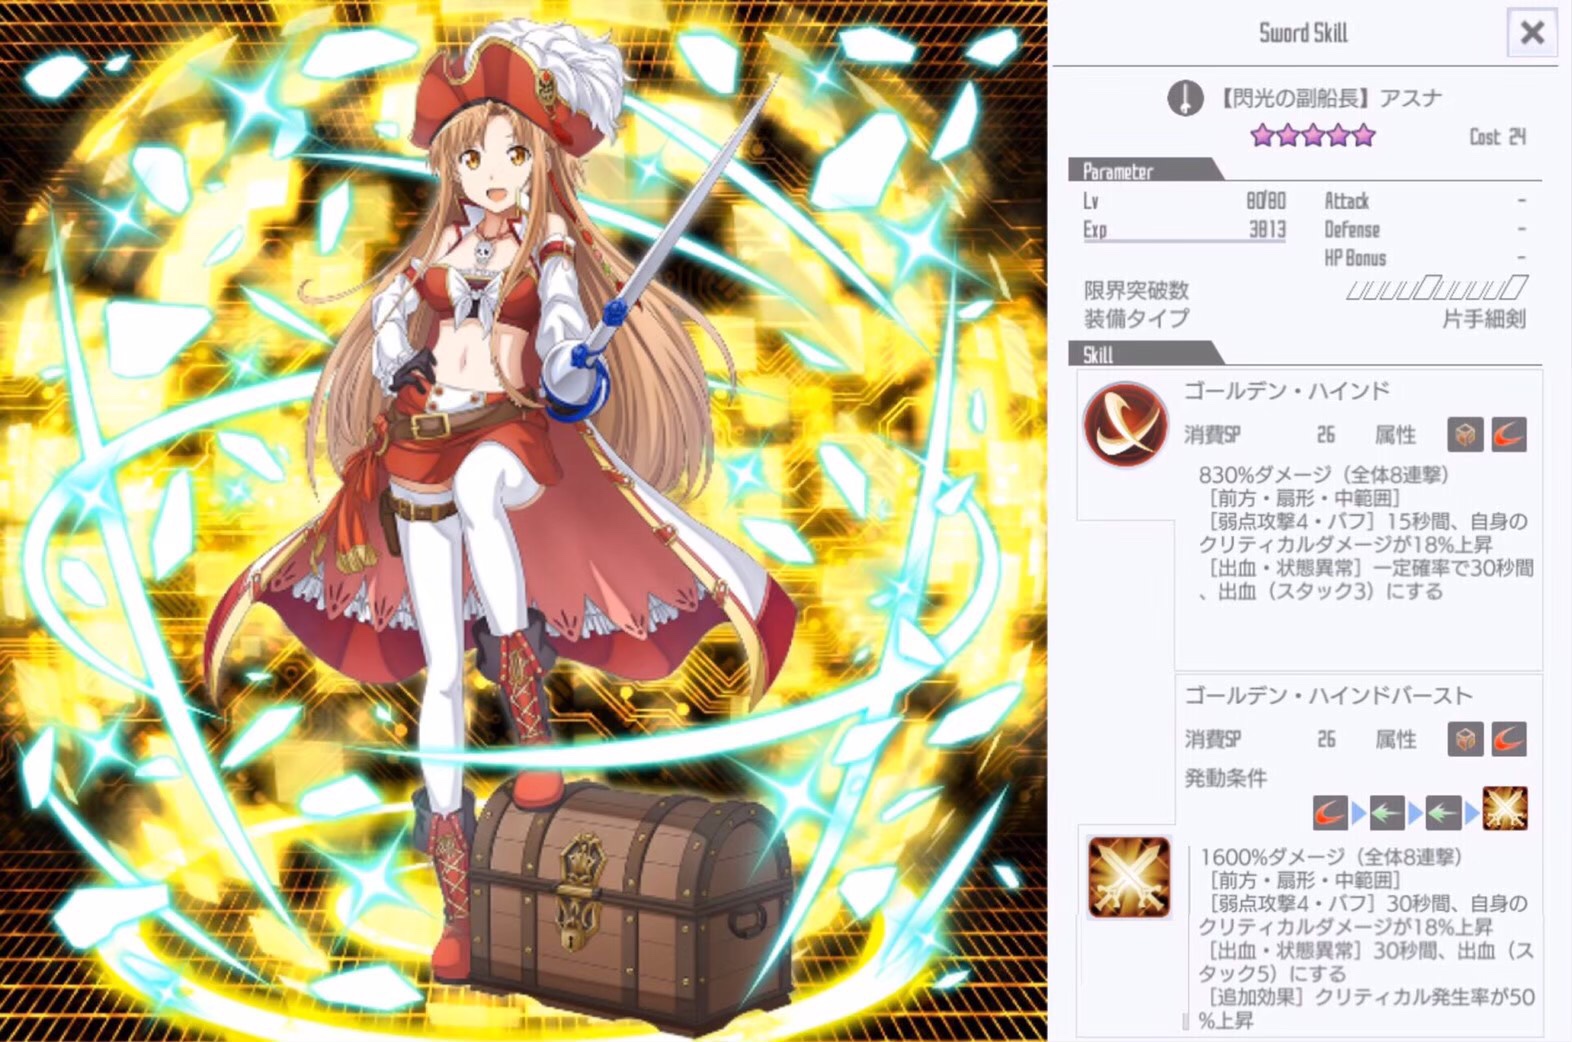 Sword Skill
【閃光の副船長】アスナ
Cost 24
Parameter
Lv 80/80 Attack -
Exp 3813 Defense -
HP Bonus -
限界突破数
装備タイプ 片手細剣
Skill
ゴールデン・ハインド
消費SP 26 属性
830%ダメージ（全体8連撃）
［前方・扇形・中範囲］
［弱点攻撃4・バフ］15秒間、自身の
クリティカルダメージが18%上昇
［出血・状態異常］一定確率で30秒間
、出血（スタック3）にする
ゴールデン・ハインドバースト
消費SP 26 属性
発動条件
1600%ダメージ（全体8連撃）
［前方・扇形・中範囲］
［弱点攻撃4・バフ］30秒間、自身の
クリティカルダメージが18%上昇
［出血・状態異常］30秒間、出血（ス
タック5）にする
［追加効果］クリティカル発生率が50
%上昇